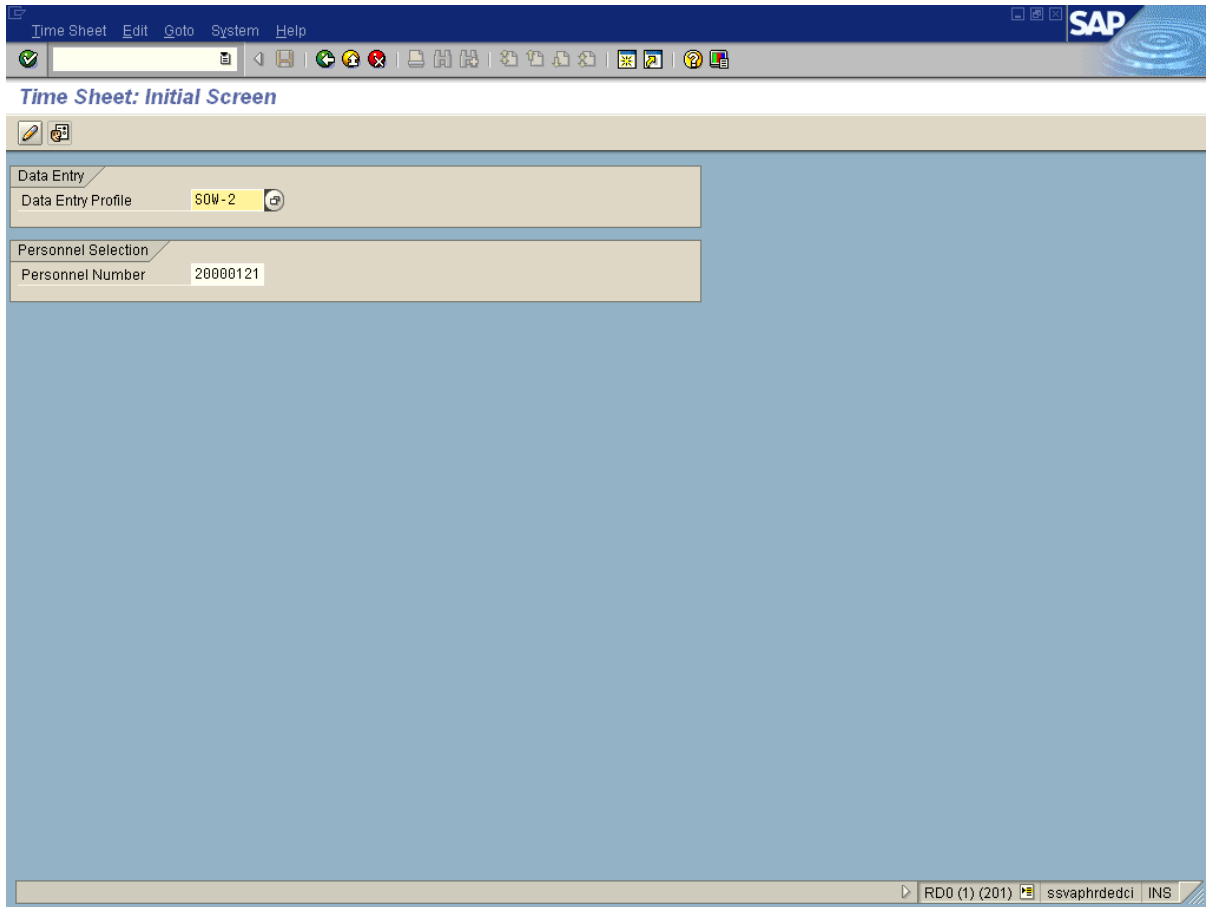 Time Sheet Edit Goto System Help
SAP
Time Sheet: Initial Screen
Data Entry
Data Entry Profile SOW-2
Personnel Selection
Personnel Number 20000121
RD0 (1) (201) ssvaphrdedci INS